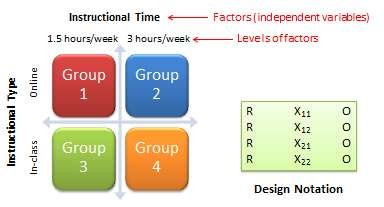 Instructional Time
Factors (independent variables)
1.5 hours/week
3 hours/week
Levels of factors
Instructional Type
Online
In-class
Group
1
Group
2
Group
3
Group
4
R X₁₁ O
R X₁₂ O
R X₂₁ O
R X₂₂ O
Design Notation